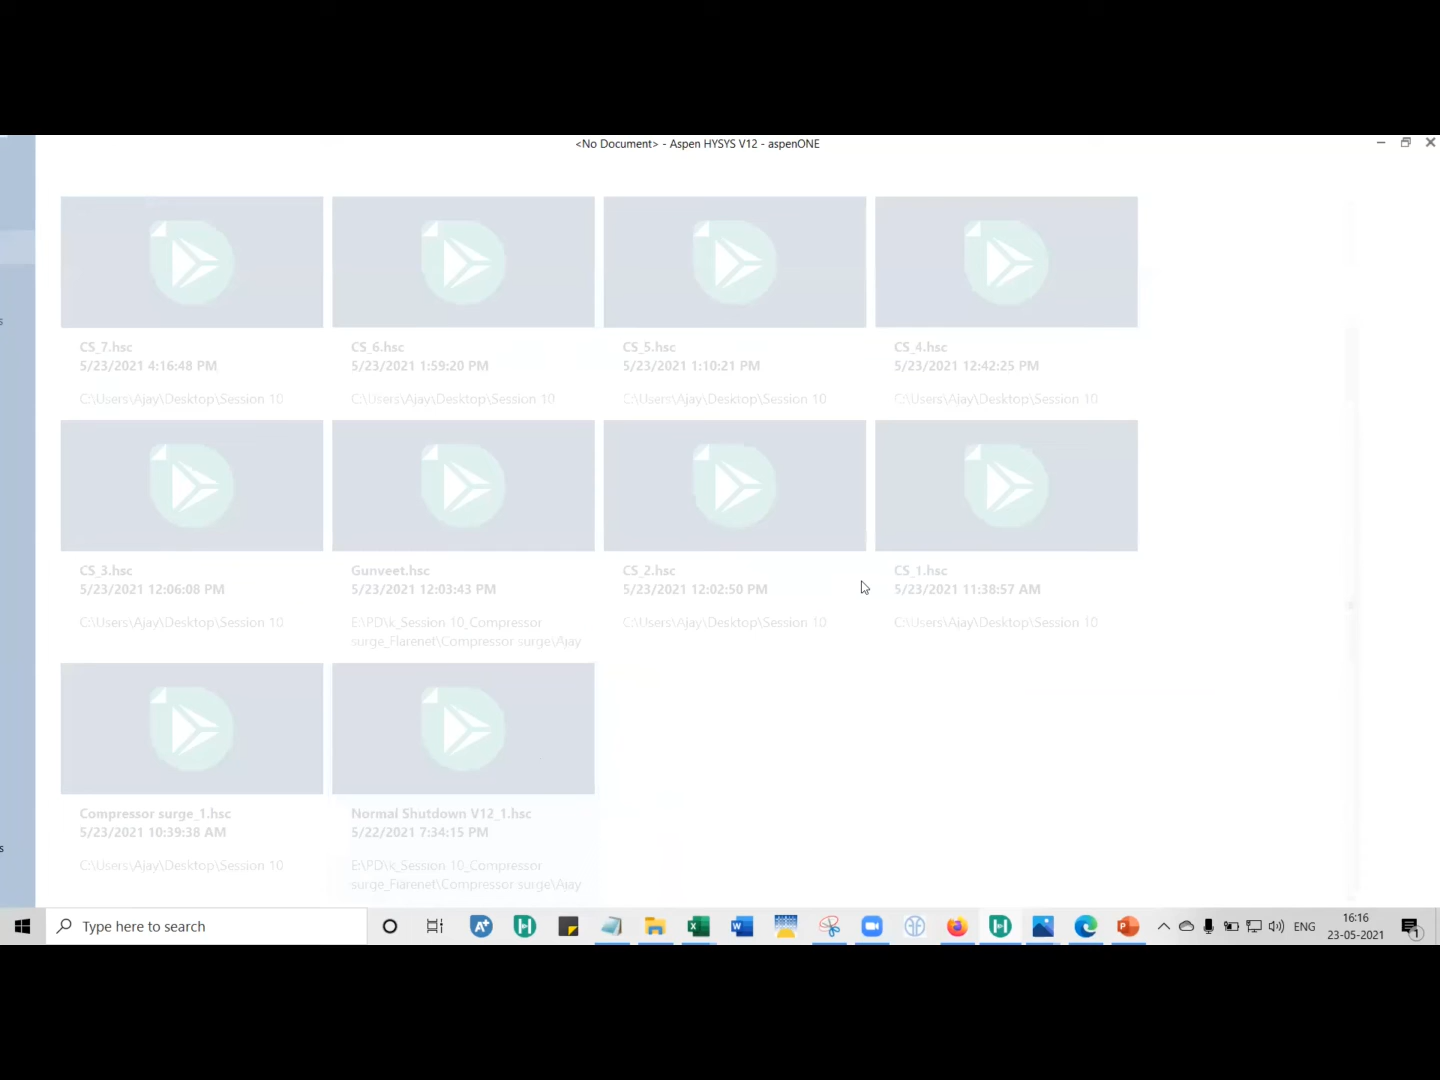 <No Document> - Aspen HYSYS V12 - aspenONE
CS_7.hsc
5/23/2021 4:16:48 PM
C:\Users\Ajay\Desktop\Session 10
CS_6.hsc
5/23/2021 1:59:20 PM
C:\Users\Ajay\Desktop\Session 10
CS_5.hsc
5/23/2021 1:10:21 PM
C:\Users\Ajay\Desktop\Session 10
CS_4.hsc
5/23/2021 12:42:25 PM
C:\Users\Ajay\Desktop\Session 10
CS_3.hsc
5/23/2021 12:06:08 PM
C:\Users\Ajay\Desktop\Session 10
Gunveet.hsc
5/23/2021 12:03:43 PM
E:\PD\k_Session 10_Compressor
surge_Flarenet\Compressor surge\Ajay
CS_2.hsc
5/23/2021 12:02:50 PM
C:\Users\Ajay\Desktop\Session 10
CS_1.hsc
5/23/2021 11:38:57 AM
C:\Users\Ajay\Desktop\Session 10
Compressor surge_1.hsc
5/23/2021 10:39:38 AM
C:\Users\Ajay\Desktop\Session 10
Normal Shutdown V12_1.hsc
5/22/2021 7:34:15 PM
E:\PD\k_Session 10_Compressor
surge_Flarenet\Compressor surge\Ajay
s
s
Type here to search
ENG
16:16
23-05-2021
1